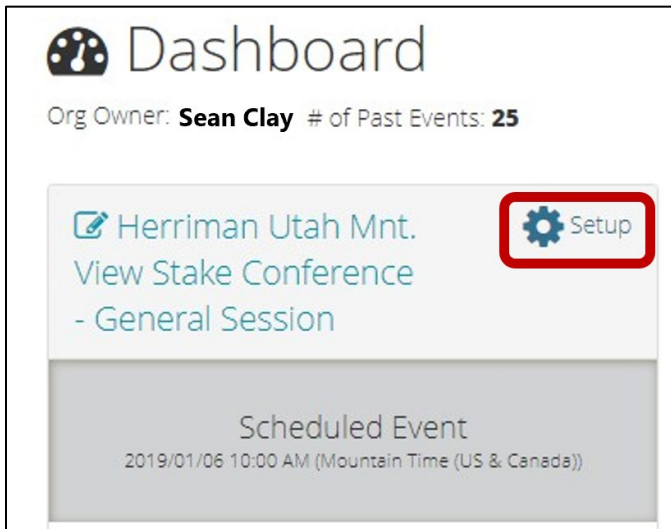 Dashboard
Org Owner: Sean Clay # of Past Events: 25
Herriman Utah Mnt.
View Stake Conference
- General Session
Setup
Scheduled Event
2019/01/06 10:00 AM (Mountain Time (US & Canada))